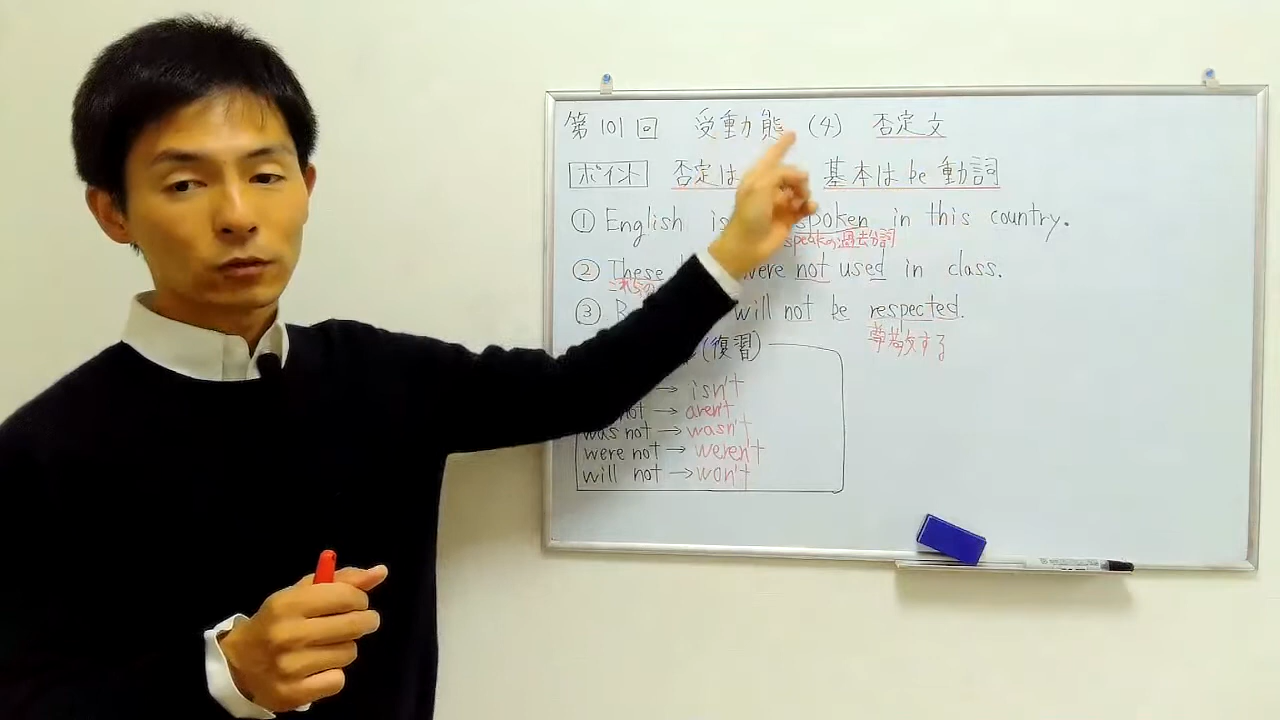 第101回 受動態 (4) 否定文
ポイント 否定は 基本はbe動詞
① English is spoken in this country.
speakの過去分詞
② These were not used in class.
これらの
③ will not be respected.
尊敬する
(復習)
→ isn't
not → aren't
was not → wasn't
were not → weren't
will not → won't